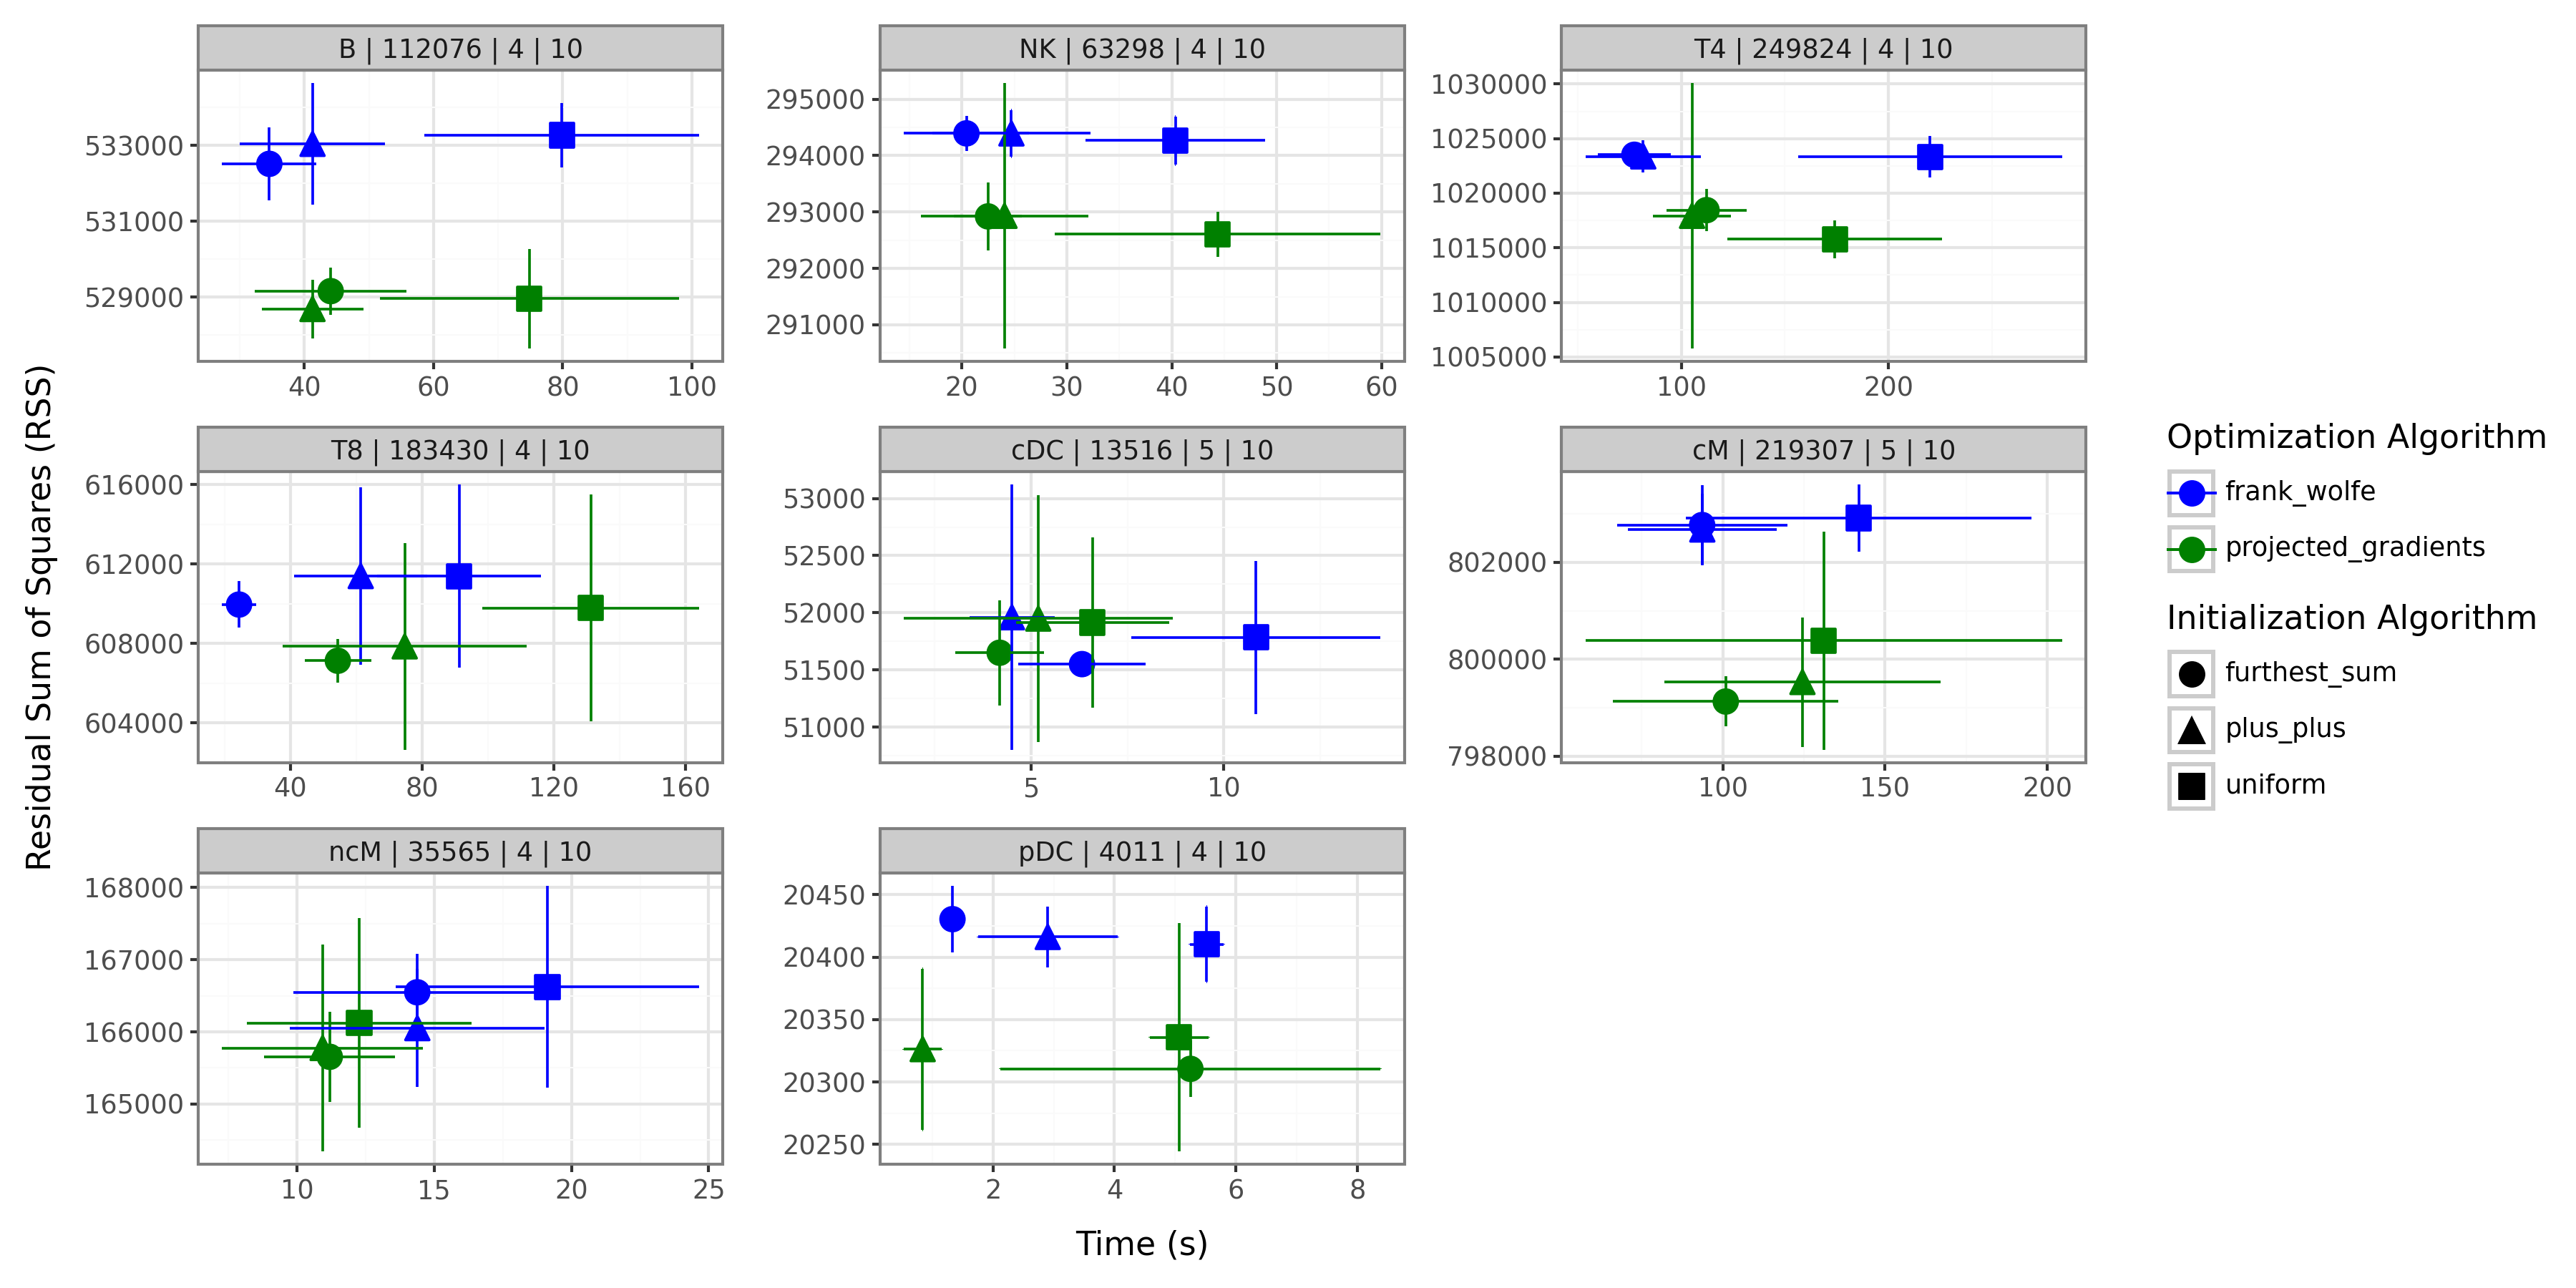 B | 112076 | 4 | 10
NK | 63298 | 4 | 10
T4 | 249824 | 4 | 10
533000
531000
529000
40 60 80 100
295000
294000
293000
292000
291000
20 30 40 50 60
1030000
1025000
1020000
1015000
1010000
1005000
100 200
T8 | 183430 | 4 | 10
cDC | 13516 | 5 | 10
cM | 219307 | 5 | 10
616000
612000
608000
604000
40 80 120 160
53000
52500
52000
51500
51000
5 10
802000
800000
798000
100 150 200
ncM | 35565 | 4 | 10
pDC | 4011 | 4 | 10
168000
167000
166000
165000
10 15 20 25
20450
20400
20350
20300
20250
2 4 6 8
Residual Sum of Squares (RSS)
Time (s)
Optimization Algorithm
frank_wolfe
projected_gradients
Initialization Algorithm
furthest_sum
plus_plus
uniform